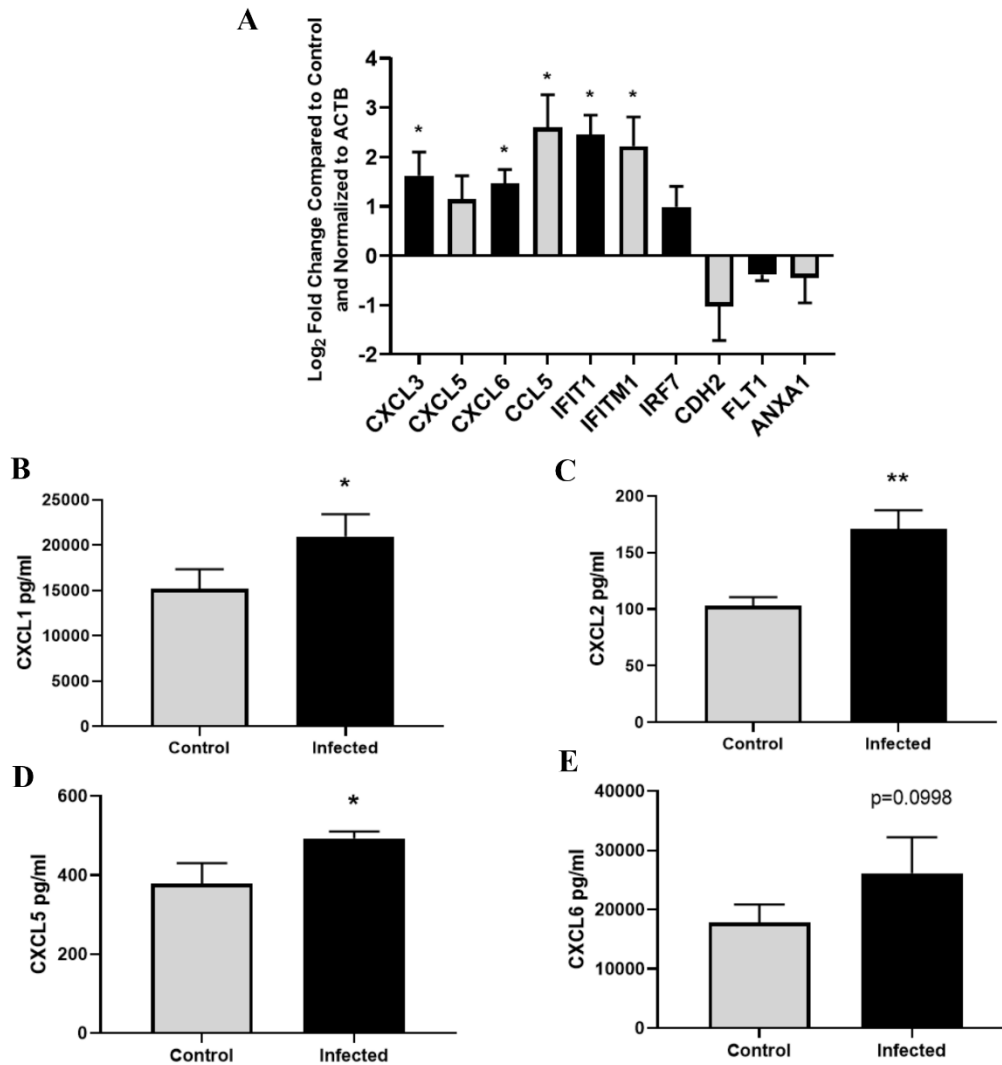 A
Log2 Fold Change Compared to Control
and Normalized to ACTB
4
3
2
1
0
-1
-2
* * * * *
CXCL3 CXCL5 CXCL6 CCL5 IFIT1 IFITM1 IRF7 CDH2 FLT1 ANXA1
B
CXCL1 pg/ml
25000
20000
15000
10000
5000
0
*
Control Infected
C
CXCL2 pg/ml
200
150
100
50
0
**
Control Infected
D
CXCL5 pg/ml
600
400
200
0
*
Control Infected
E
CXCL6 pg/ml
40000
30000
20000
10000
0
p=0.0998
Control Infected